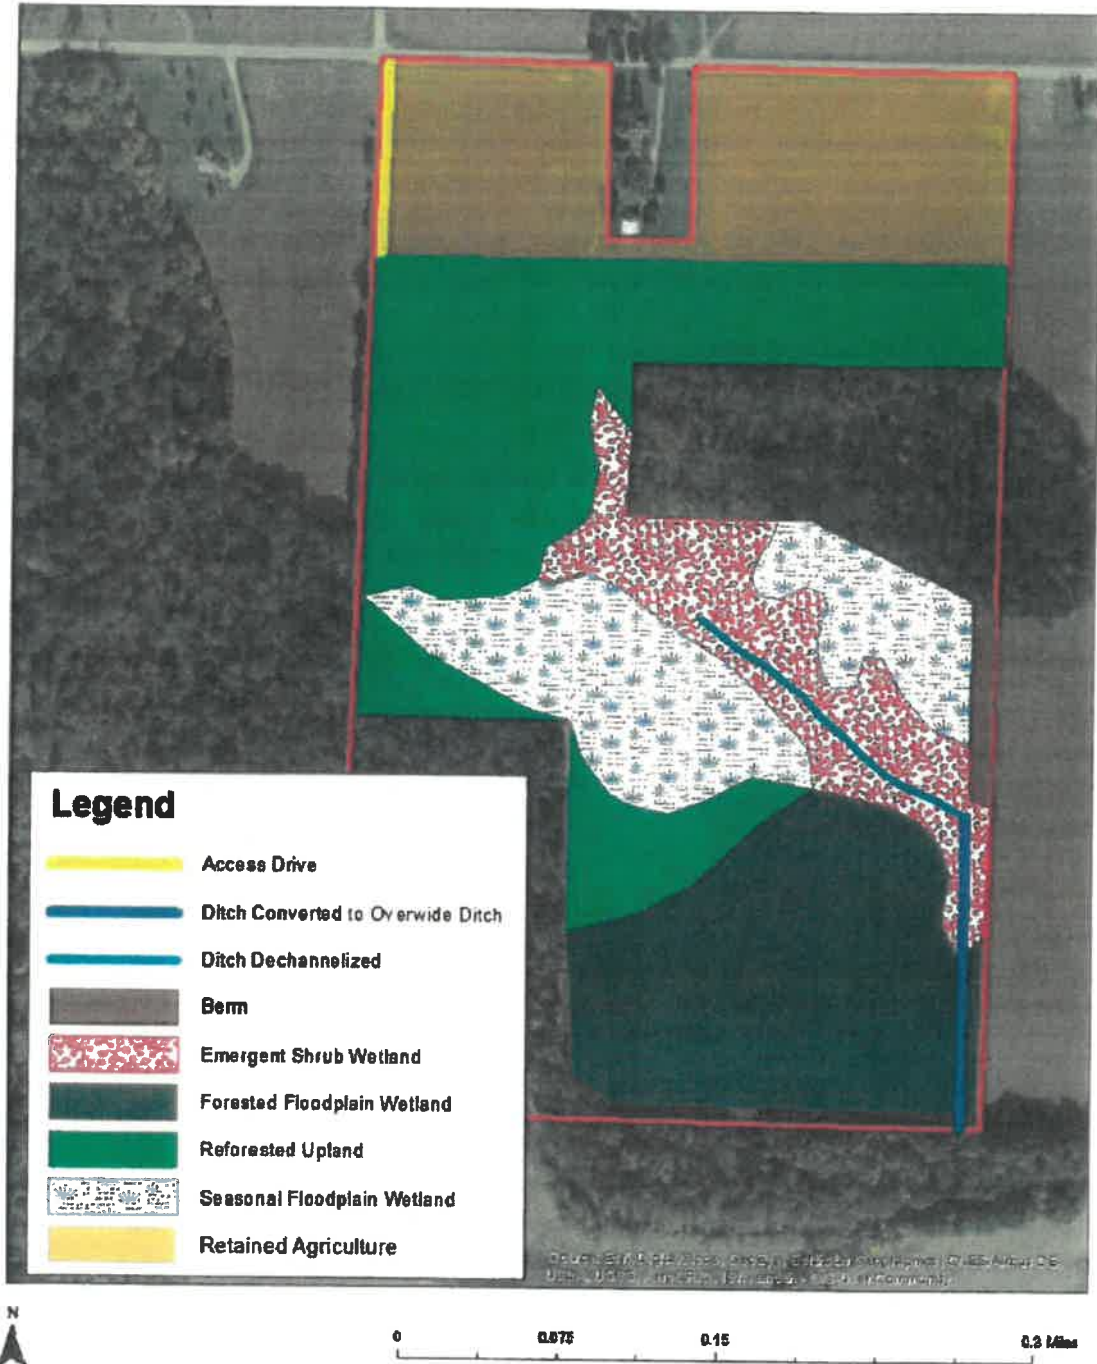 Legend
Access Drive
Ditch Converted to Overwide Ditch
Ditch Dechannelized
Berm
Emergent Shrub Wetland
Forested Floodplain Wetland
Reforested Upland
Seasonal Floodplain Wetland
Retained Agriculture
N
0 0.075 0.15 0.3 Miles